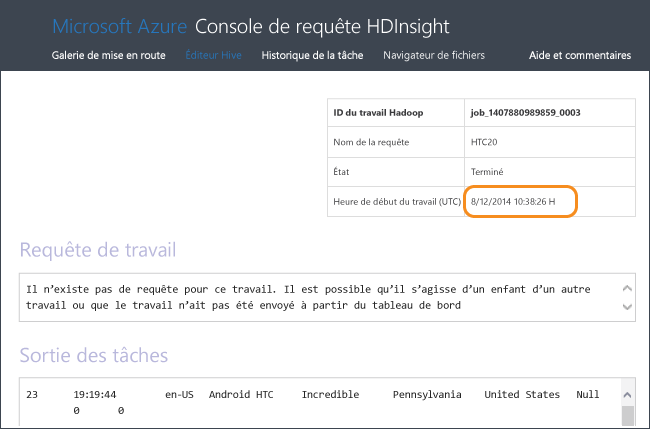 Microsoft Azure Console de requête HDInsight
Galerie de mise en route Éditeur Hive Historique de la tâche Navigateur de fichiers Aide et commentaires
ID du travail Hadoop job_1407880989859_0003
Nom de la requête HTC20
État Terminé
Heure de début du travail (UTC) 8/12/2014 10:38:26 H
Requête de travail
Il n’existe pas de requête pour ce travail. Il est possible qu’il s’agisse d’un enfant d’un autre
travail ou que le travail n’ait pas été envoyé à partir du tableau de bord
Sortie des tâches
23 19:19:44 en-US Android HTC Incredible Pennsylvania United States Null
0 0